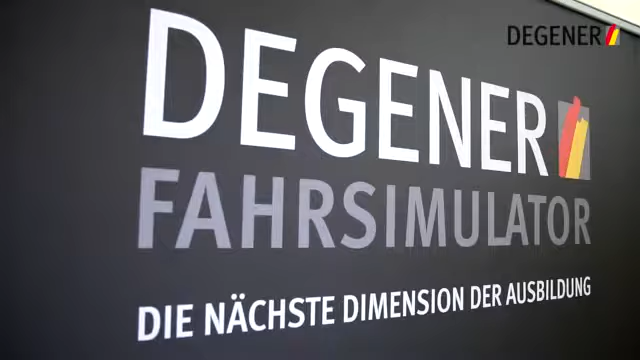 DEGENER
DEGENER
FAHRSIMULATOR
DIE NÄCHSTE DIMENSION DER AUSBILDUNG